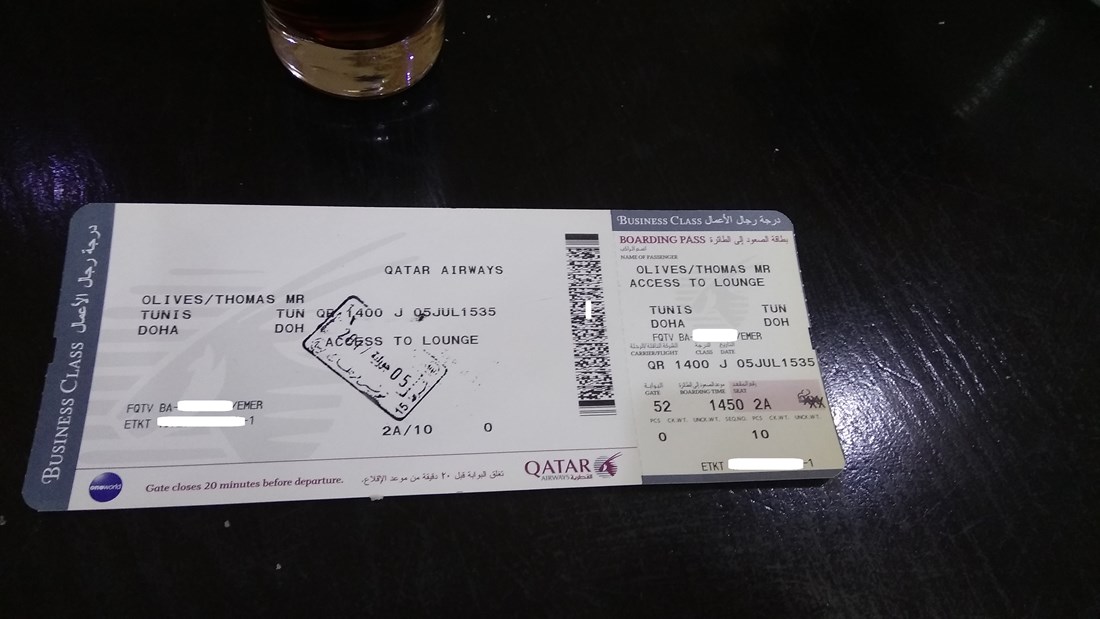 BUSINESS CLASS درجة رجال الأعمال
QATAR AIRWAYS
OLIVES/THOMAS MR
TUNIS TUN QR 1400 J 05JUL1535
DOHA DOH
ACCESS TO LOUNGE
05
FQTV BA- /EMER
ETKT -1
2A/10 0
oneworld
Gate closes 20 minutes before departure. تغلق البوابة قبل ٢٠ دقيقة من موعد الإقلاع.
QATAR
AIRWAYS القطرية
BUSINESS CLASS درجة رجال الأعمال
BOARDING PASS بطاقة الصعود إلى الطائرة
NAME OF PASSENGER
OLIVES/THOMAS MR
ACCESS TO LOUNGE
TUNIS TUN
DOHA DOH
FQTV BA- /EMER
CARRIER/FLIGHT CLASS DATE
QR 1400 J 05JUL1535
GATE BOARDING TIME SEAT
52 1450 2A
PCS CK.WT. UNCK.WT. SEQ.NO PCS CK.WT. UNCK.WT.
0 10
ETKT -1